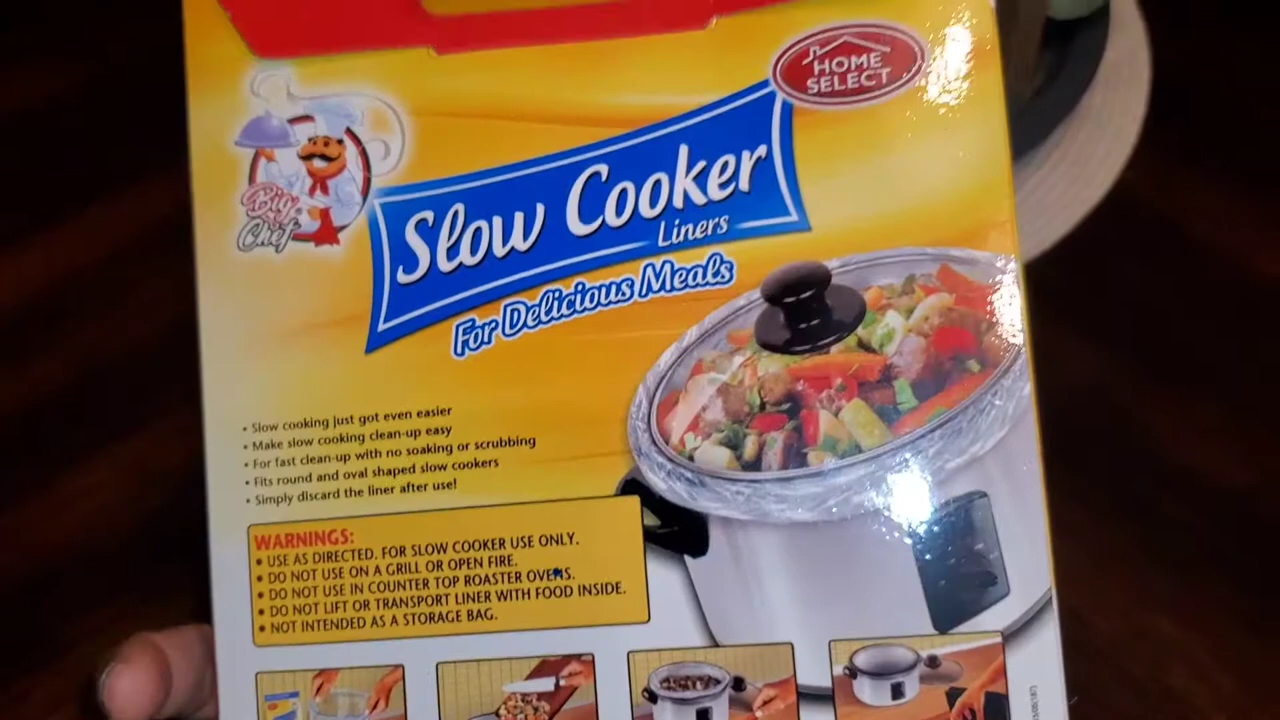 HOME
SELECT
Big
Chef
Slow Cooker
Liners
For Delicious Meals
• Slow cooking just got even easier
• Make slow cooking clean-up easy
• For fast clean-up with no soaking or scrubbing
• Fits round and oval shaped slow cookers
• Simply discard the liner after use!
WARNINGS:
• USE AS DIRECTED. FOR SLOW COOKER USE ONLY.
• DO NOT USE ON A GRILL OR OPEN FIRE.
• DO NOT USE IN COUNTER TOP ROASTER OVENS.
• DO NOT LIFT OR TRANSPORT LINER WITH FOOD INSIDE.
• NOT INTENDED AS A STORAGE BAG.